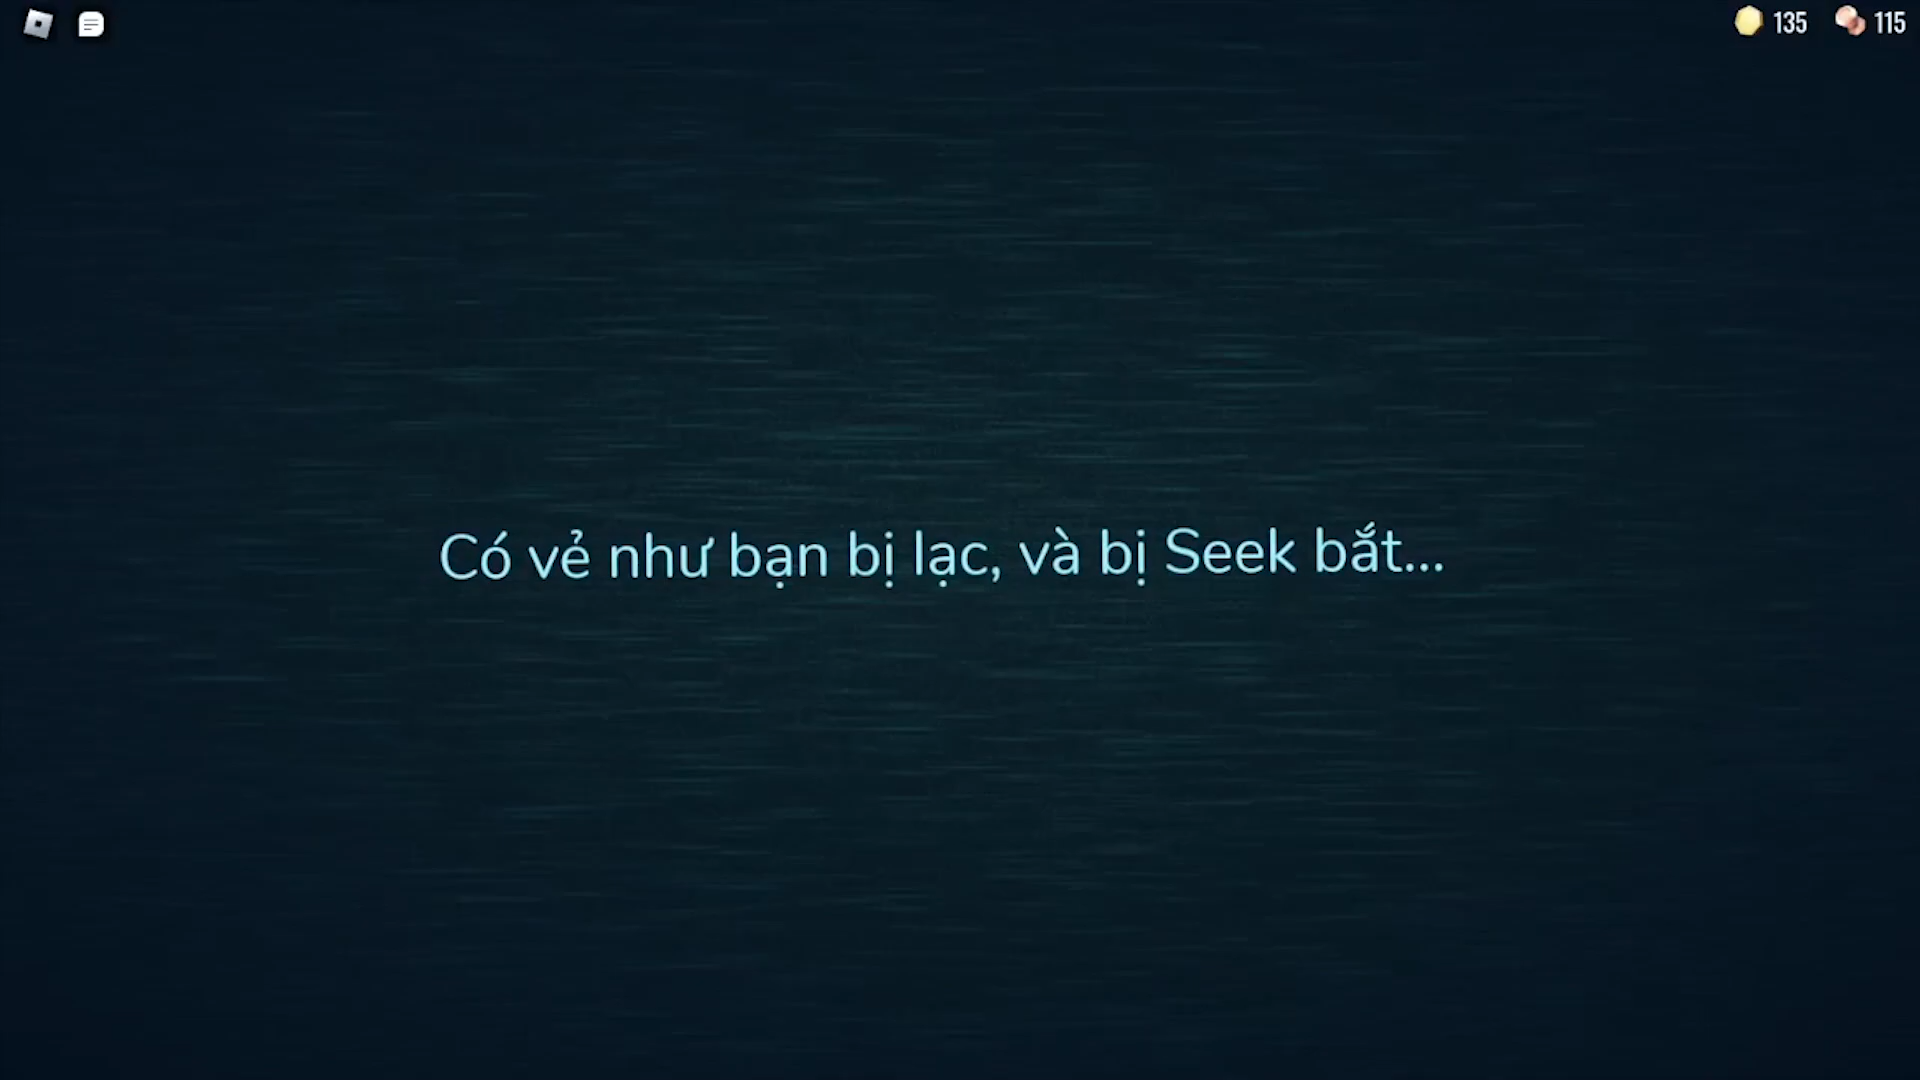 135 115
Có vẻ như bạn bị lạc, và bị Seek bắt...